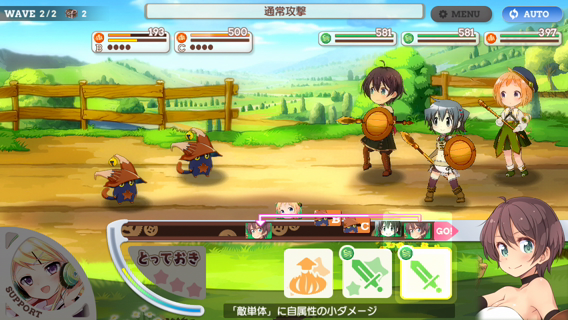 WAVE 2/2 2
通常攻撃
MENU
AUTO
193
B
500
C
581
581
397
B
C
GO!
とっておき
SUPPORT
「敵単体」に自属性の小ダメージ